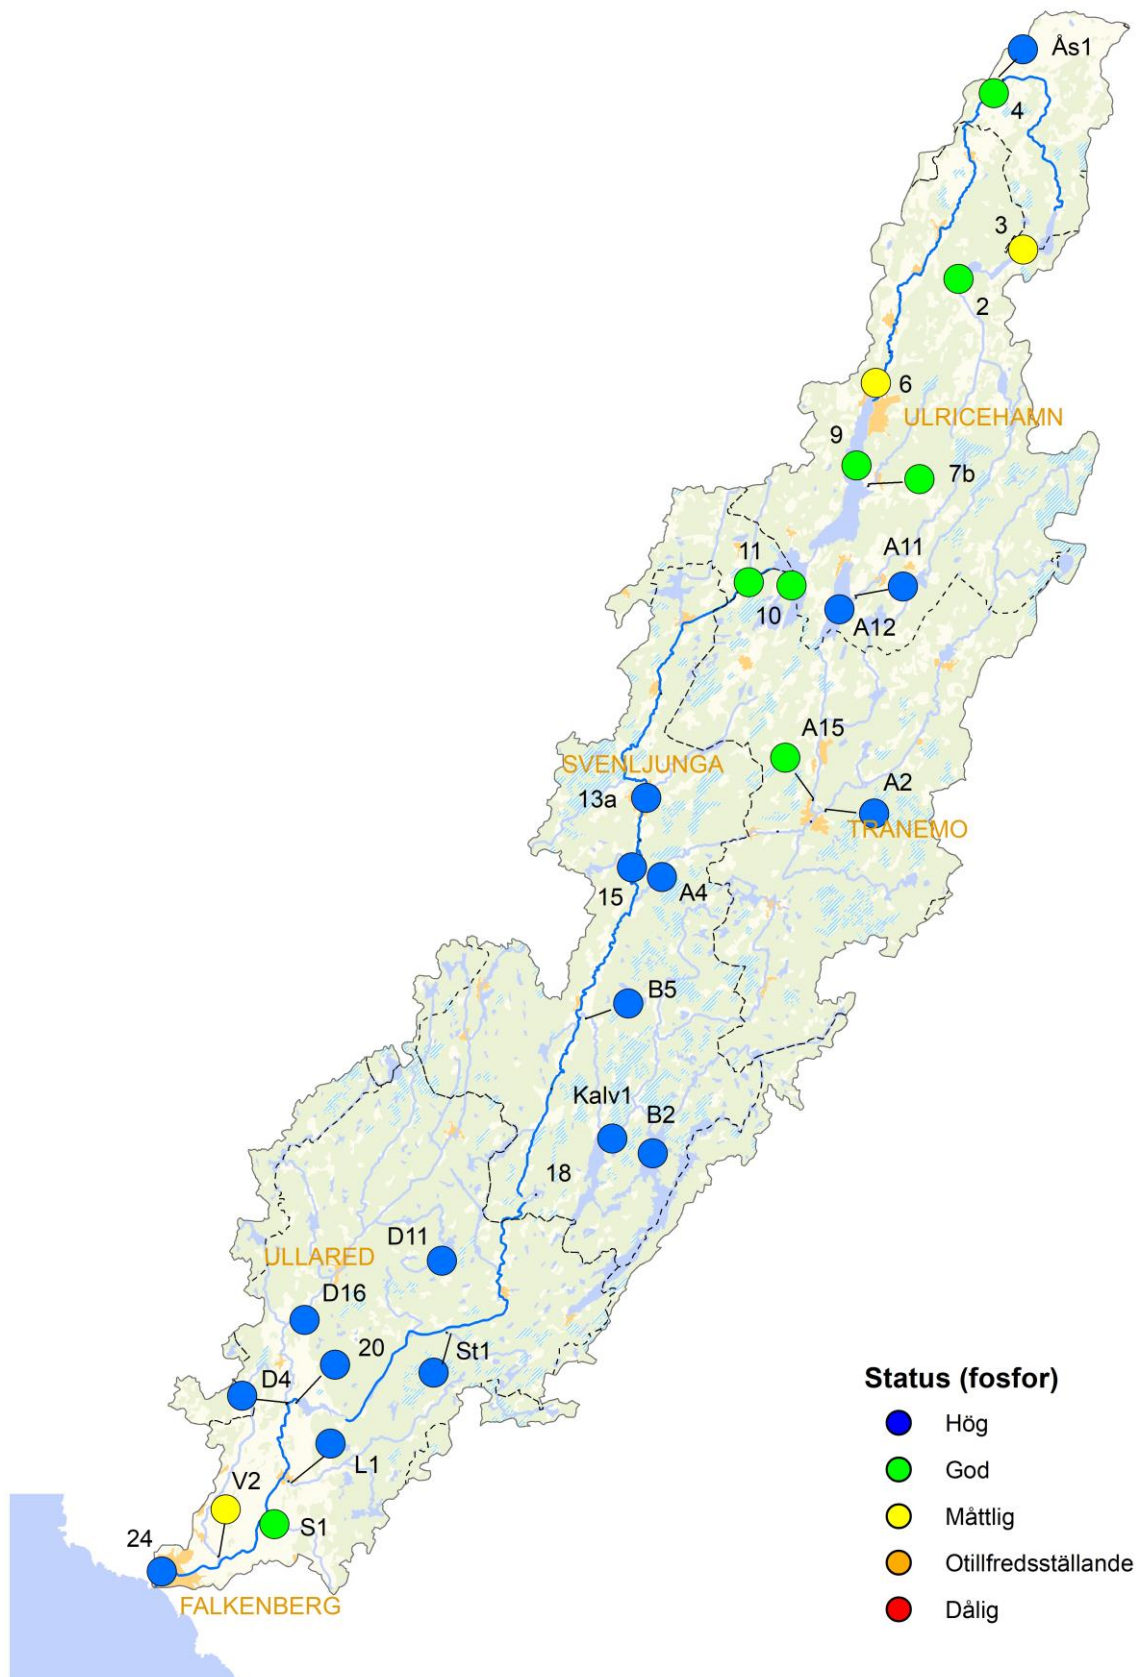 Ås1
4
3
2
6
ULRICEHAMN
9
7b
11
A11
10
A12
A15
SVENLJUNGA
13a
A2
TRANEMO
15
A4
B5
Kalv1
B2
18
D11
ULLARED
D16
20
St1
D4
L1
V2
S1
24
FALKENBERG
Status (fosfor)
Hög
God
Måttlig
Otillfredsställande
Dålig